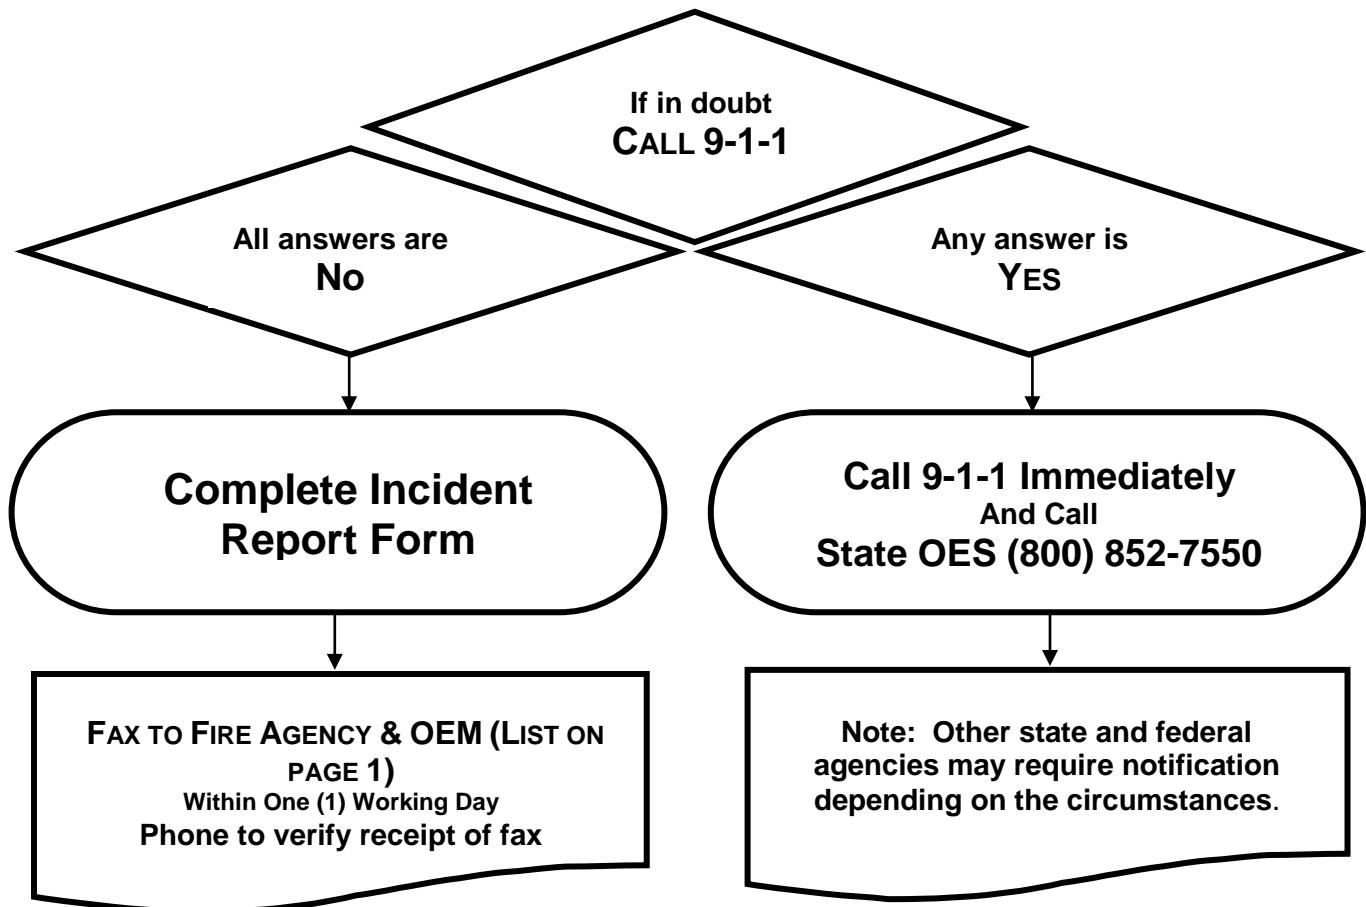 If in doubt
CALL 9-1-1
All answers are
No
Any answer is
YES
Complete Incident
Report Form
Call 9-1-1 Immediately
And Call
State OES (800) 852-7550
FAX TO FIRE AGENCY & OEM (LIST ON
PAGE 1)
Within One (1) Working Day
Phone to verify receipt of fax
Note: Other state and federal
agencies may require notification
depending on the circumstances.